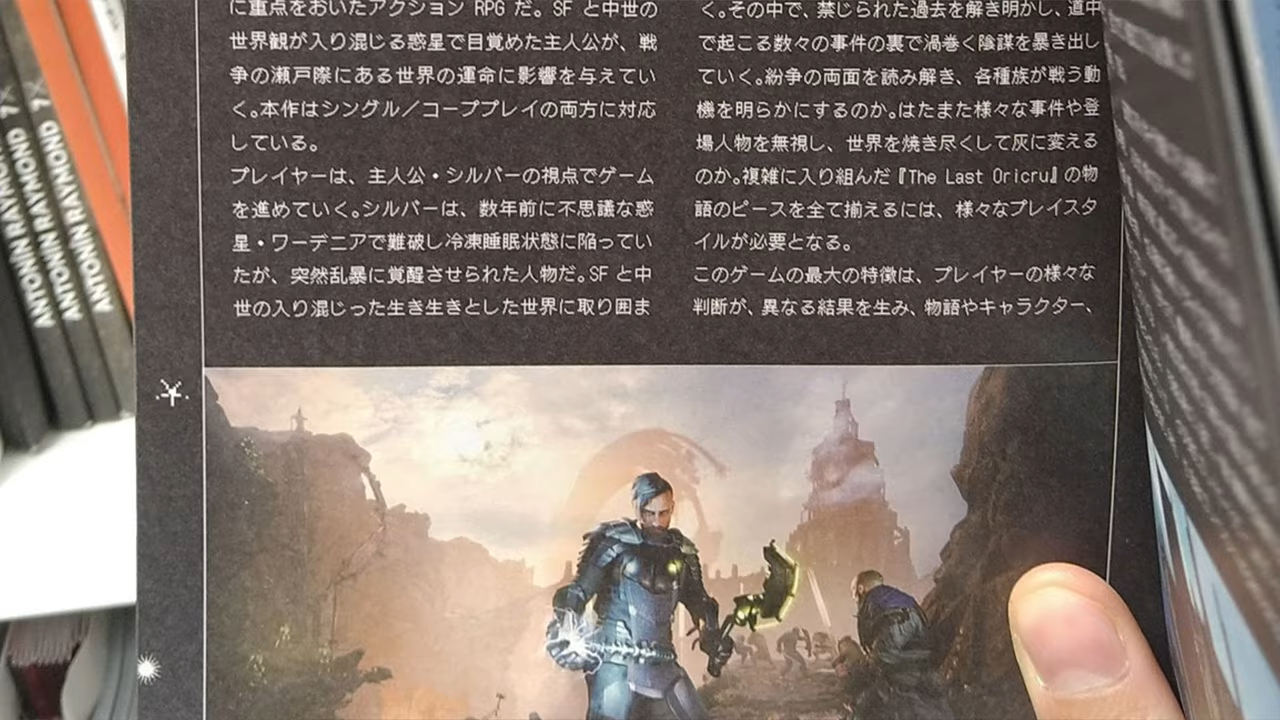 に重点をおいたアクション RPG だ。SF と中世の
世界観が入り混じる惑星で目覚めた主人公が、戦
争の瀬戸際にある世界の運命に影響を与えてい
く。本作はシングル／コーププレイの両方に対応
している。
プレイヤーは、主人公・シルバーの視点でゲーム
を進めていく。シルバーは、数年前に不思議な惑
星・ワーデニアで難破し冷凍睡眠状態に陥ってい
たが、突然乱暴に覚醒させられた人物だ。SF と中
世の入り混じった生き生きとした世界に取り囲ま
く。その中で、禁じられた過去を解き明かし、道中
で起こる数々の事件の裏で渦巻く陰謀を暴き出し
ていく。紛争の両面を読み解き、各種族が戦う動
機を明らかにするのか。はたまた様々な事件や登
場人物を無視し、世界を焼き尽くして灰に変える
のか。複雑に入り組んだ『The Last Oricru』の物
語のピースを全て揃えるには、様々なプレイスタ
イルが必要となる。
このゲームの最大の特徴は、プレイヤーの様々な
判断が、異なる結果を生み、物語やキャラクター、
ANTONÍN RAYMOND
ANTONÍN RAYMOND